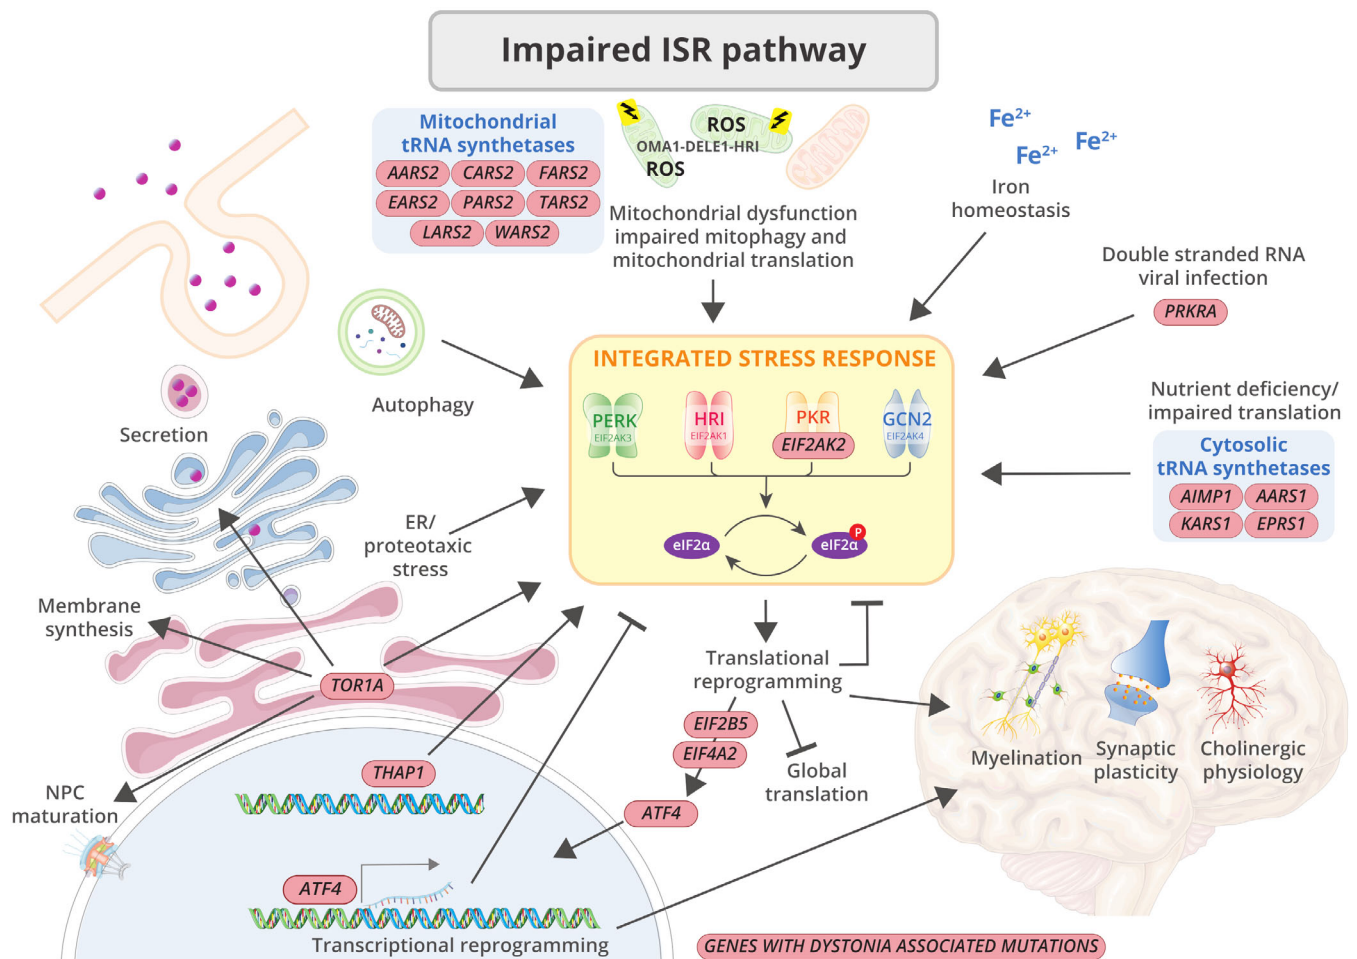 Impaired ISR pathway
Mitochondrial
tRNA synthetases
AARS2 CARS2 FARS2
EARS2 PARS2 TARS2
LARS2 WARS2
ROS
OMA1-DELE1-HRI
ROS
Mitochondrial dysfunction
impaired mitophagy and
mitochondrial translation
Fe2+
Fe2+
Fe2+
Iron
homeostasis
Double stranded RNA
viral infection
PRKRA
Autophagy
INTEGRATED STRESS RESPONSE
PERK
EIF2AK3
HRI
EIF2AK1
PKR
EIF2AK2
GCN2
EIF2AK4
eIF2α
eIF2α
P
Nutrient deficiency/
impaired translation
Cytosolic
tRNA synthetases
AIMP1 AARS1
KARS1 EPRS1
Secretion
ER/
proteotaxic
stress
Membrane
synthesis
TOR1A
THAP1
NPC
maturation
Translational
reprogramming
EIF2B5
EIF4A2
ATF4
Global
translation
Myelination
Synaptic
plasticity
Cholinergic
physiology
ATF4
Transcriptional reprogramming
GENES WITH DYSTONIA ASSOCIATED MUTATIONS